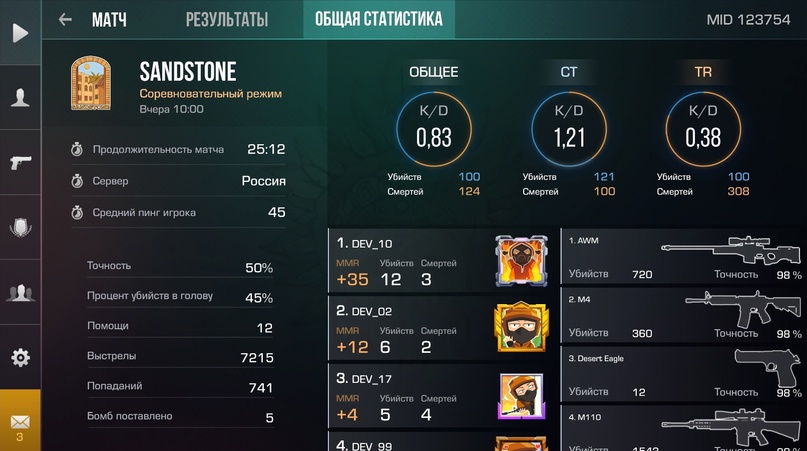 МАТЧ
РЕЗУЛЬТАТЫ
ОБЩАЯ СТАТИСТИКА
MID 123754
SANDSTONE
Соревновательный режим
Вчера 10:00
Продолжительность матча 25:12
Сервер Россия
Средний пинг игрока 45
Точность 50%
Процент убийств в голову 45%
Помощи 12
Выстрелы 7215
Попаданий 741
Бомб поставлено 5
3
ОБЩЕЕ
K/D
0,83
Убийств 100
Смертей 124
CT
K/D
1,21
Убийств 121
Смертей 100
TR
K/D
0,38
Убийств 100
Смертей 308
1. DEV_10
MMR Убийств Смертей
+35 12 3
2. DEV_02
MMR Убийств Смертей
+12 6 2
3. DEV_17
MMR Убийств Смертей
+4 5 4
4. DEV_99
1. AWM
Убийств 720 Точность 98 %
2. M4
Убийств 360 Точность 98 %
3. Desert Eagle
Убийств 12 Точность 98 %
4. M110
Убийств 1542 Точность 98 %